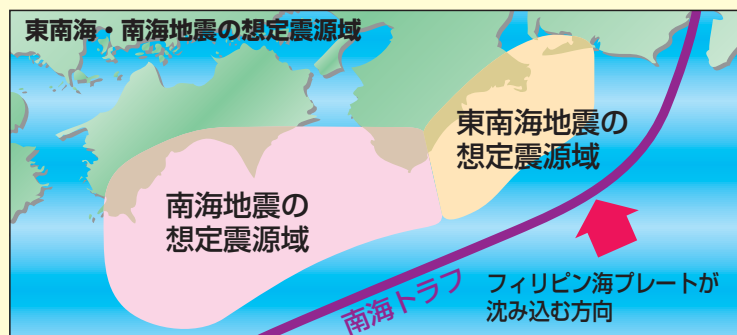 東南海・南海地震の想定震源域
東南海地震の
想定震源域
南海地震の
想定震源域
南海トラフ
フィリピン海プレートが
沈み込む方向